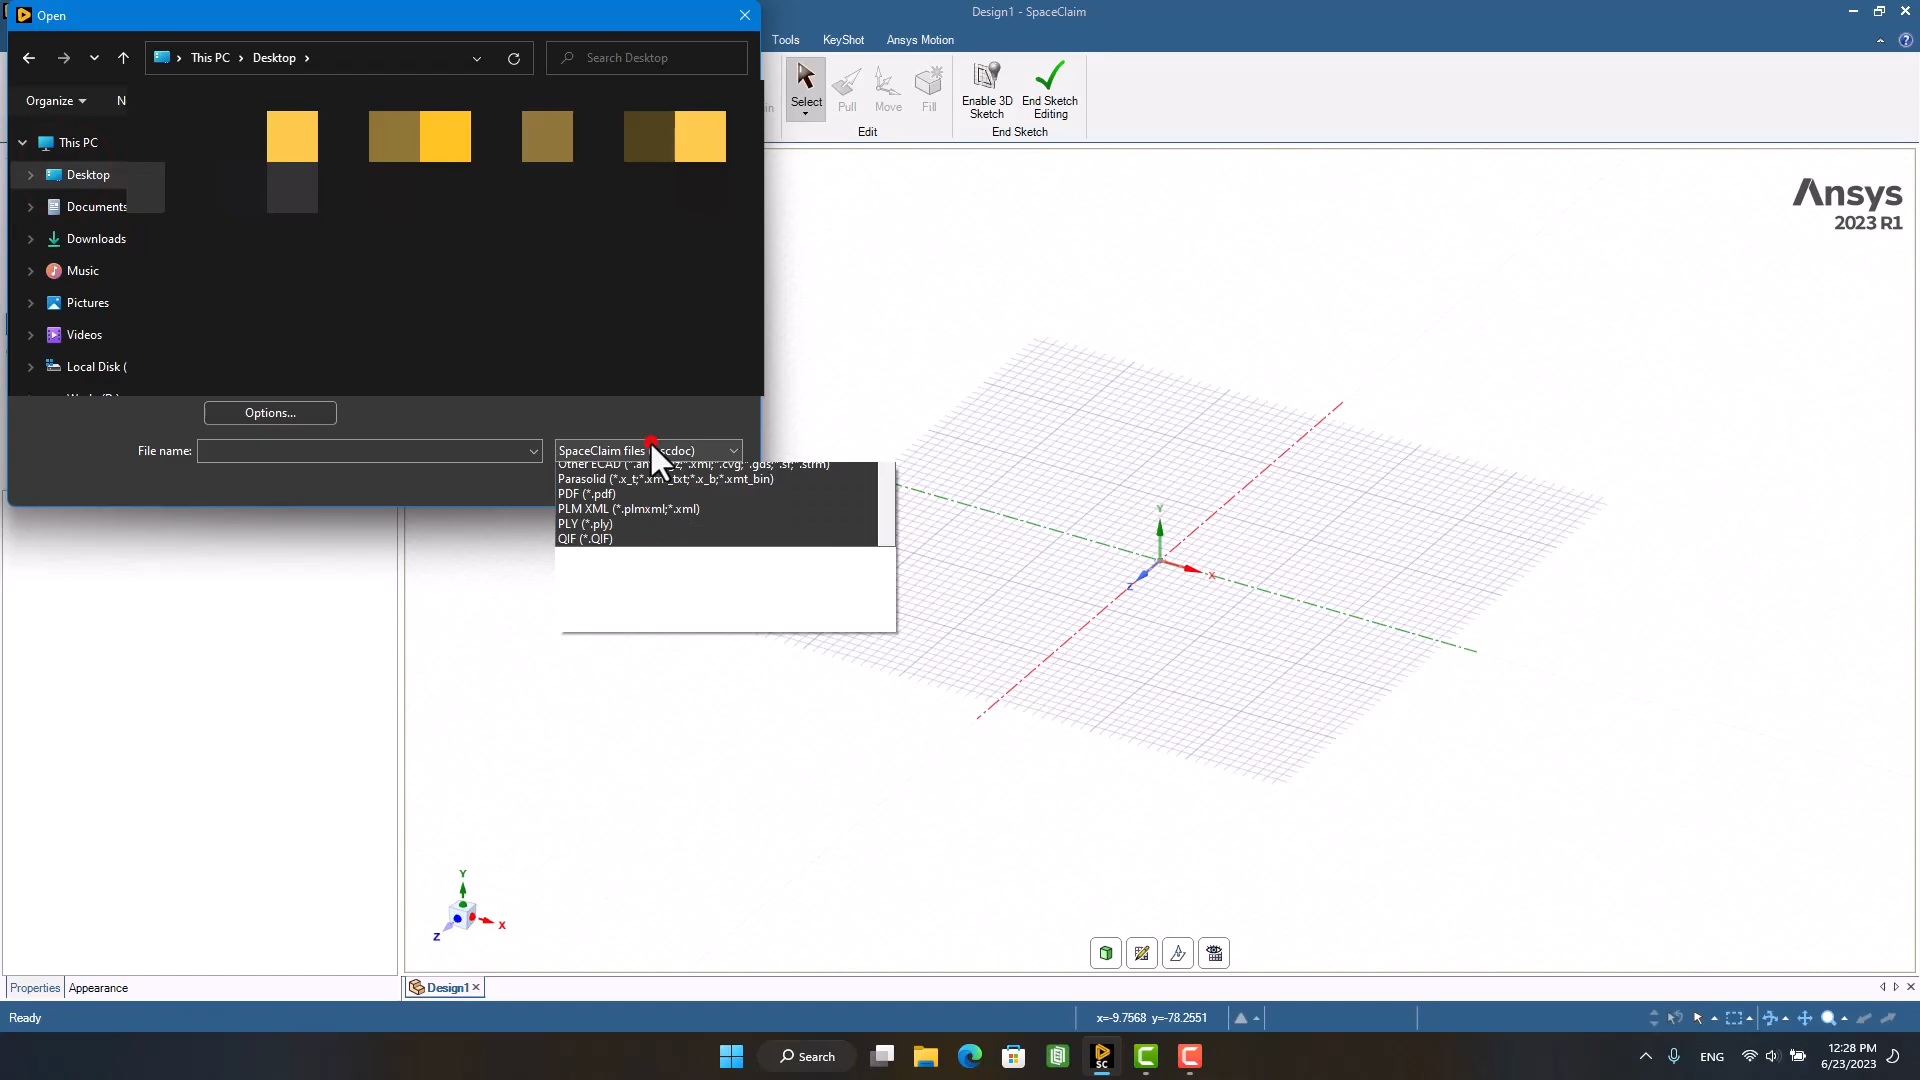 Open
Design1 - SpaceClaim
Tools
KeyShot
Ansys Motion
This PC
Desktop
Search Desktop
Organize
N
Select
Pull
Move
Fill
Enable 3D
Sketch
End Sketch
Editing
Edit
End Sketch
This PC
Desktop
Documents
Downloads
Music
Pictures
Videos
Local Disk (
Ansys
2023 R1
Options...
File name:
SpaceClaim files
scdoc)
Parasolid (*.x_t;*.xmt_txt;*.x_b;*.xmt_bin)
PDF (*.pdf)
PLM XML (*.plmxml;*.xml)
PLY (*.ply)
QIF (*.QIF)
Y
X
Z
Y
X
Z
Properties
Appearance
Design1
Ready
x=-9.7568 y=-78.2551
Search
SC
ENG
12:28 PM
6/23/2023